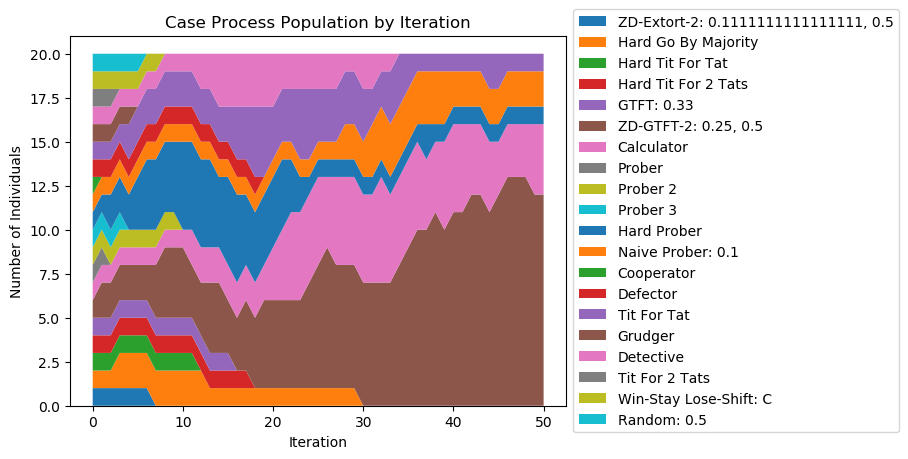 Case Process Population by Iteration
20.0
17.5
15.0
12.5
10.0
7.5
5.0
2.5
0.0
Number of Individuals
0
10
20
30
40
50
Iteration
ZD-Extort-2: 0.1111111111111111, 0.5
Hard Go By Majority
Hard Tit For Tat
Hard Tit For 2 Tats
GTFT: 0.33
ZD-GTFT-2: 0.25, 0.5
Calculator
Prober
Prober 2
Prober 3
Hard Prober
Naive Prober: 0.1
Cooperator
Defector
Tit For Tat
Grudger
Detective
Tit For 2 Tats
Win-Stay Lose-Shift: C
Random: 0.5